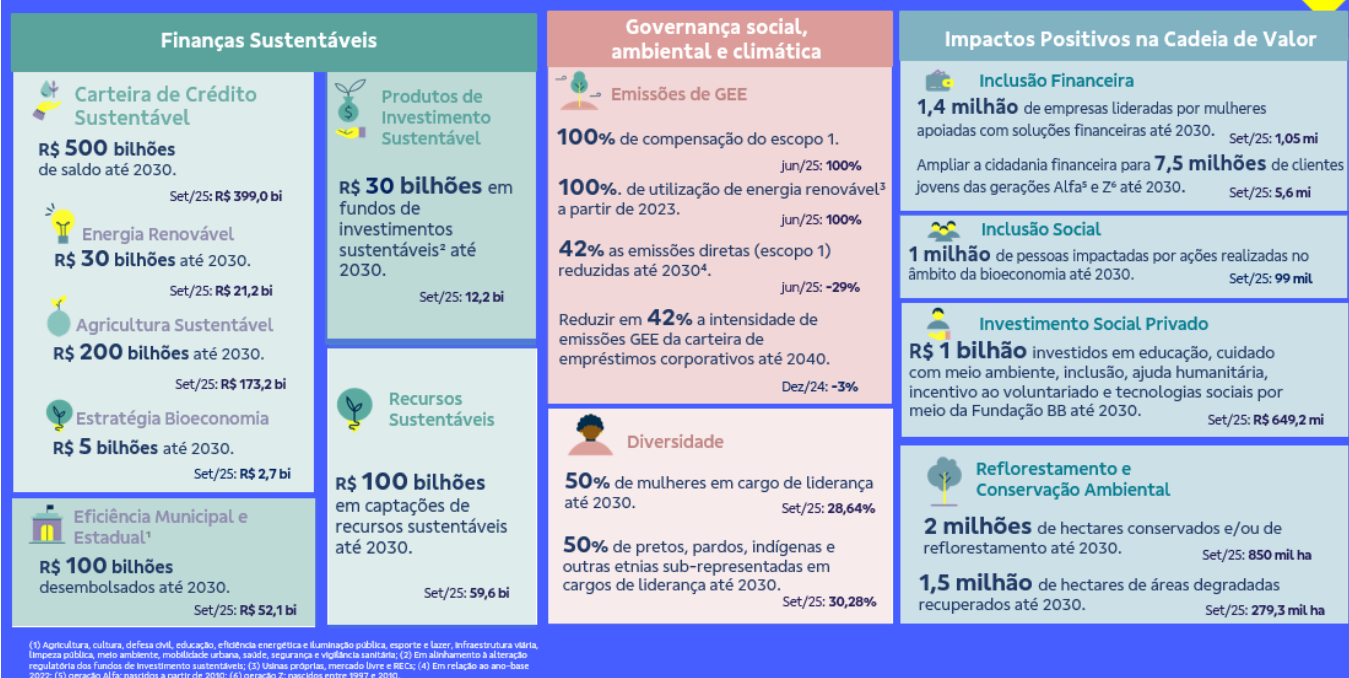 Finanças Sustentáveis
Carteira de Crédito
Sustentável
R$ 500 bilhões
de saldo até 2030.
Set/25: R$ 399,0 bi
Energia Renovável
R$ 30 bilhões até 2030.
Set/25: R$ 21,2 bi
Agricultura Sustentável
R$ 200 bilhões até 2030.
Set/25: R$ 173,2 bi
Estratégia Bioeconomia
R$ 5 bilhões até 2030.
Set/25: R$ 2,7 bi
Eficiência Municipal e
Estadual¹
R$ 100 bilhões
desembolsados até 2030.
Set/25: R$ 52,1 bi
Produtos de
Investimento
Sustentável
R$ 30 bilhões em
fundos de
investimentos
sustentáveis² até
2030.
Set/25: 12,2 bi
Recursos
Sustentáveis
R$ 100 bilhões
em captações de
recursos sustentáveis
até 2030.
Set/25: 59,6 bi
Governança social,
ambiental e climática
Emissões de GEE
100% de compensação do escopo 1.
jun/25: 100%
100%. de utilização de energia renovável³
a partir de 2023.
jun/25: 100%
42% as emissões diretas (escopo 1)
reduzidas até 2030⁴.
jun/25: -29%
Reduzir em 42% a intensidade de
emissões GEE da carteira de
empréstimos corporativos até 2040.
Dez/24: -3%
Diversidade
50% de mulheres em cargo de liderança
até 2030.
Set/25: 28,64%
50% de pretos, pardos, indígenas e
outras etnias sub-representadas em
cargos de liderança até 2030.
Set/25: 30,28%
Impactos Positivos na Cadeia de Valor
Inclusão Financeira
1,4 milhão de empresas lideradas por mulheres
apoiadas com soluções financeiras até 2030.
Set/25: 1,05 mi
Ampliar a cidadania financeira para 7,5 milhões de clientes
jovens das gerações Alfa⁵ e Z⁶ até 2030.
Set/25: 5,6 mi
Inclusão Social
1 milhão de pessoas impactadas por ações realizadas no
âmbito da bioeconomia até 2030.
Set/25: 99 mil
Investimento Social Privado
R$ 1 bilhão investidos em educação, cuidado
com meio ambiente, inclusão, ajuda humanitária,
incentivo ao voluntariado e tecnologias sociais por
meio da Fundação BB até 2030.
Set/25: R$ 649,2 mi
Reflorestamento e
Conservação Ambiental
2 milhões de hectares conservados e/ou de
reflorestamento até 2030.
Set/25: 850 mil ha
1,5 milhão de hectares de áreas degradadas
recuperados até 2030.
Set/25: 279,3 mil ha
(1) Agricultura, cultura, defesa civil, educação, eficiência energética e iluminação pública, esporte e lazer, infraestrutura viária,
limpeza pública, meio ambiente, mobilidade urbana, saúde, segurança e vigilância sanitária; (2) Em alinhamento à alteração
regulatória dos fundos de investimento sustentáveis; (3) Usinas próprias, mercado livre e RECs; (4) Em relação ao ano-base
2022; (5) geração Alfa: nascidos a partir de 2010; (6) geração Z: nascidos entre 1997 e 2010.